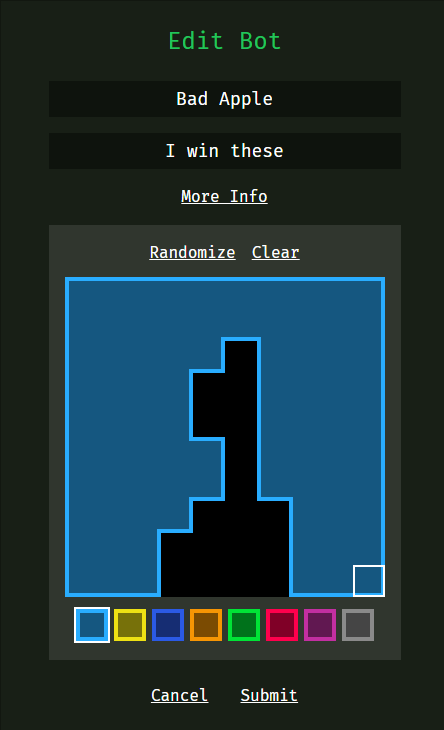 Edit Bot
Bad Apple
I win these
More Info
Randomize Clear
Cancel Submit